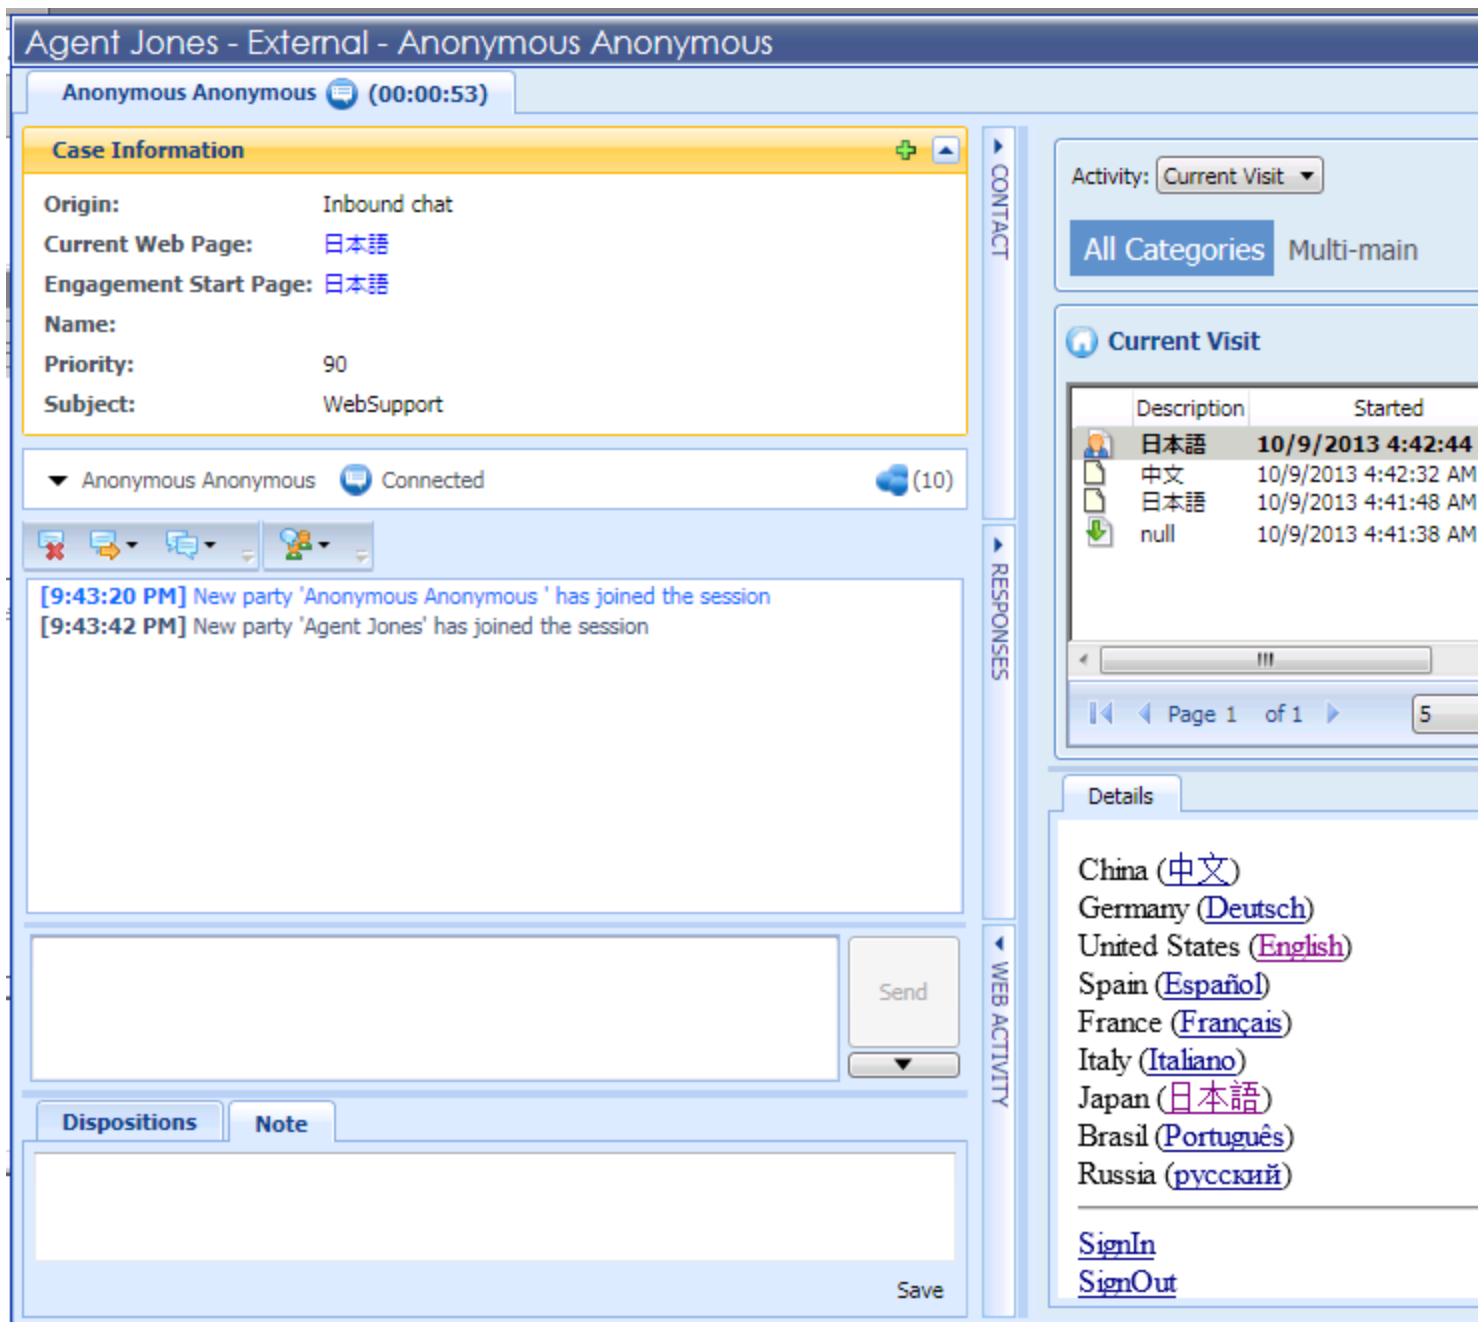 Agent Jones - External - Anonymous Anonymous
Anonymous Anonymous (00:00:53)
Case Information
Origin: Inbound chat
Current Web Page: 日本語
Engagement Start Page: 日本語
Name:
Priority: 90
Subject: WebSupport
Anonymous Anonymous Connected (10)
[9:43:20 PM] New party 'Anonymous Anonymous ' has joined the session
[9:43:42 PM] New party 'Agent Jones' has joined the session
Send
Dispositions Note
Save
CONTACT
RESPONSES
WEB ACTIVITY
Activity: Current Visit
All Categories Multi-main
Current Visit
Description Started
日本語 10/9/2013 4:42:44
中文 10/9/2013 4:42:32 AM
日本語 10/9/2013 4:41:48 AM
null 10/9/2013 4:41:38 AM
Page 1 of 1 5
Details
China (中文)
Germany (Deutsch)
United States (English)
Spain (Español)
France (Français)
Italy (Italiano)
Japan (日本語)
Brasil (Português)
Russia (русский)
SignIn
SignOut